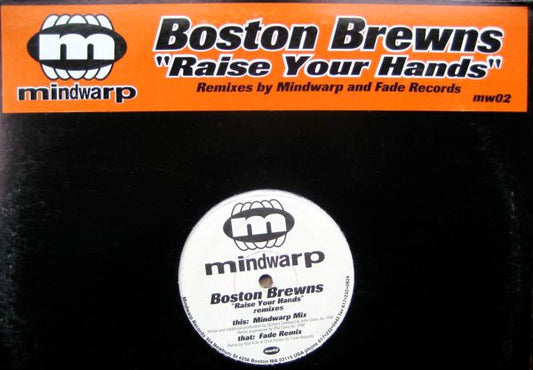 m
mindwarp
Boston Brewns
"Raise Your Hands"
Remixes by Mindwarp and Fade Records
mw02
m
mindwarp
Boston Brewns
"Raise Your Hands"
remixes
this: Mindwarp Mix
that: Fade Remix
mw02